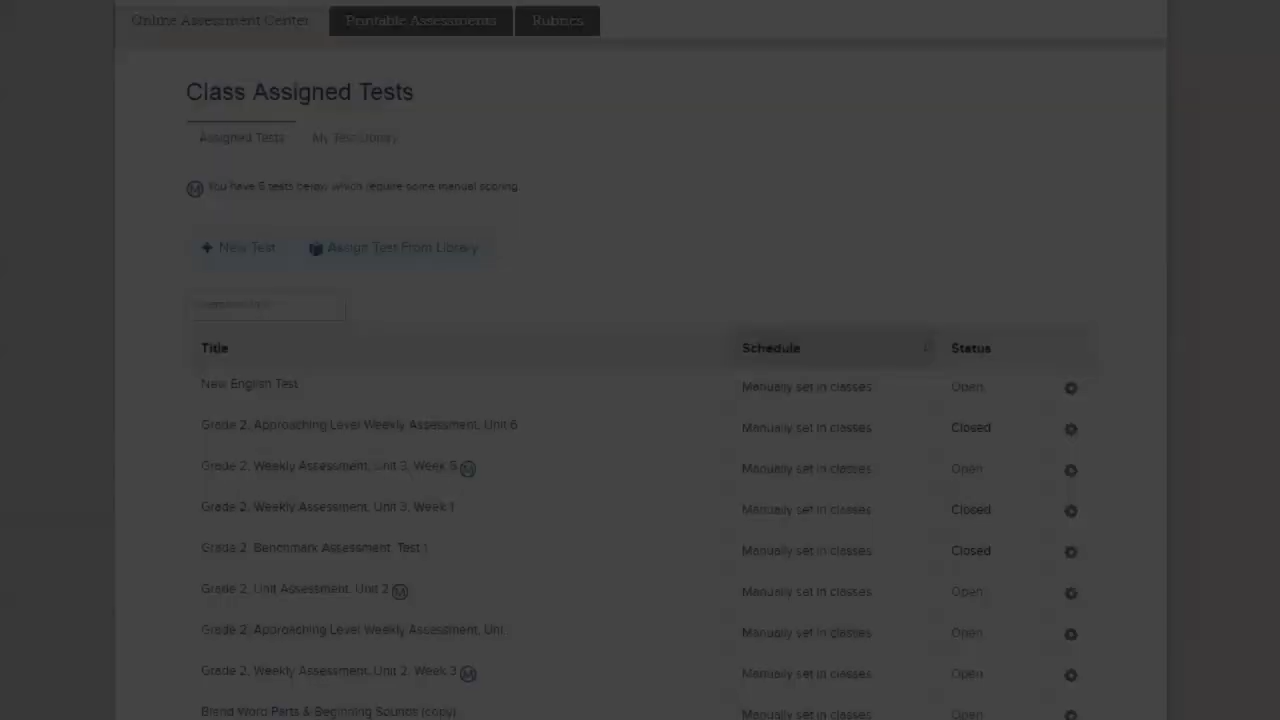 Online Assessment Center Printable Assessments Rubrics
Class Assigned Tests
Assigned Tests My Test Library
M You have 5 tests below which require some manual scoring
+ New Test Assign Test From Library
Title Schedule Status
New English Test Manually set in classes Open
Grade 2, Approaching Level Weekly Assessment, Unit 6 Manually set in classes Closed
Grade 2, Weekly Assessment, Unit 3, Week 5 M Manually set in classes Open
Grade 2, Weekly Assessment, Unit 3, Week 1 Manually set in classes Closed
Grade 2, Benchmark Assessment, Test 1 Manually set in classes Closed
Grade 2, Unit Assessment, Unit 2 M Manually set in classes Open
Grade 2, Approaching Level Weekly Assessment, Uni... Manually set in classes Open
Grade 2, Weekly Assessment, Unit 2, Week 3 M Manually set in classes Open
Blend Word Parts & Beginning Sounds (copy) Manually set in classes Open